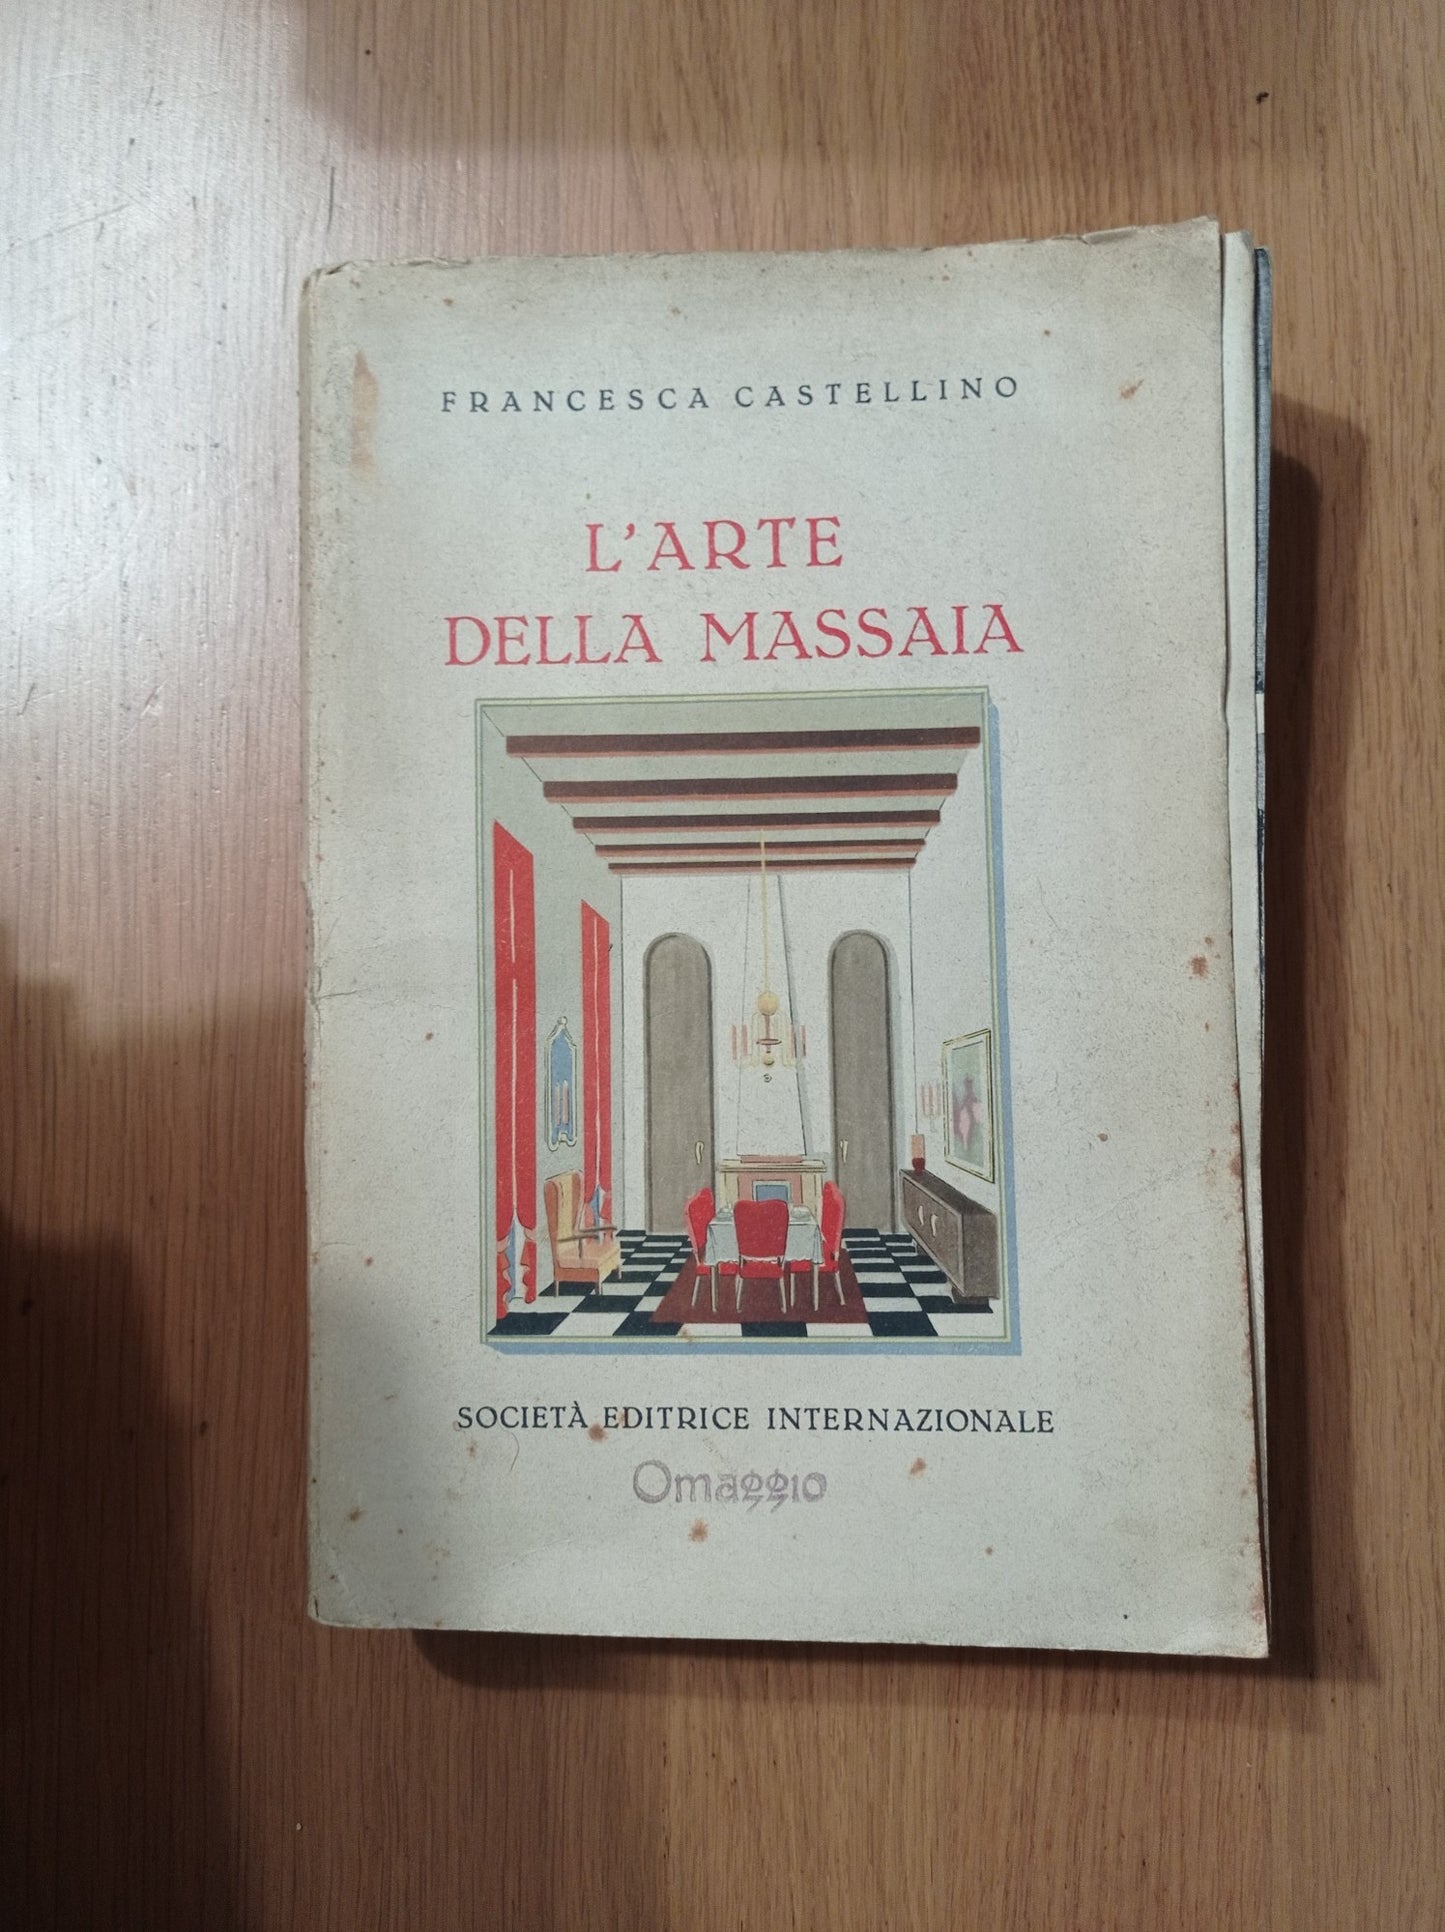 FRANCESCA CASTELLINO
L'ARTE
DELLA MASSAIA
SOCIETÀ EDITRICE INTERNAZIONALE
Omaggio